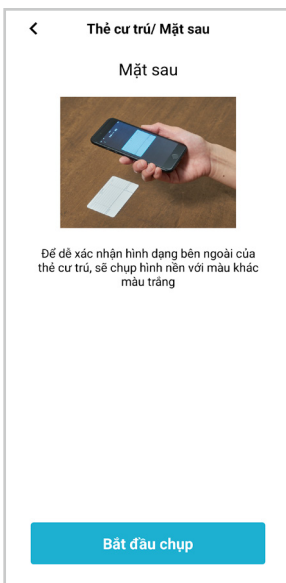 Thẻ cư trú/ Mặt sau
Mặt sau
Để dễ xác nhận hình dạng bên ngoài của
thẻ cư trú, sẽ chụp hình nền với màu khác
màu trắng
Bắt đầu chụp